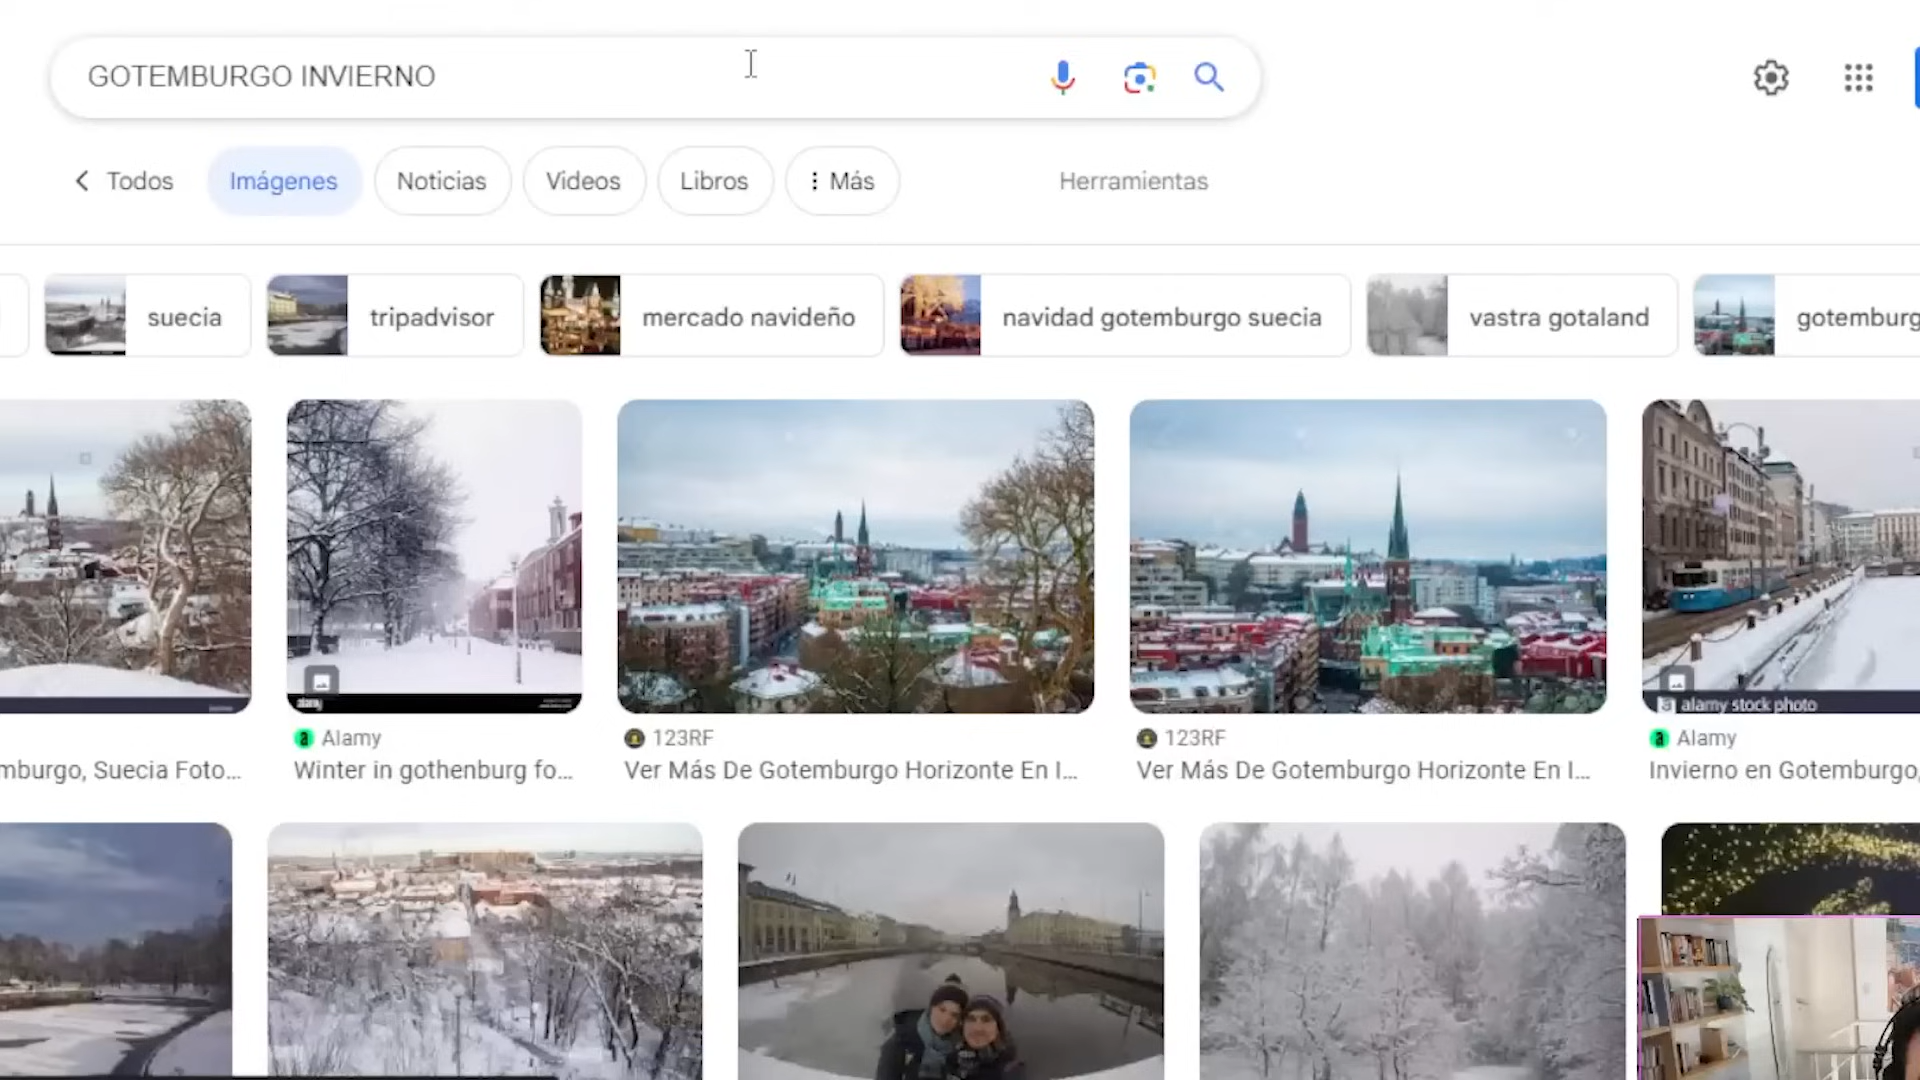 GOTEMBURGO INVIERNO
Todos Imágenes Noticias Videos Libros Más Herramientas
suecia tripadvisor mercado navideño navidad gotemburgo suecia vastra gotaland gotemburg
alamy stock photo
Alamy 123RF 123RF Alamy
mburgo, Suecia Foto... Winter in gothenburg fo... Ver Más De Gotemburgo Horizonte En I... Ver Más De Gotemburgo Horizonte En I... Invierno en Gotemburgo,